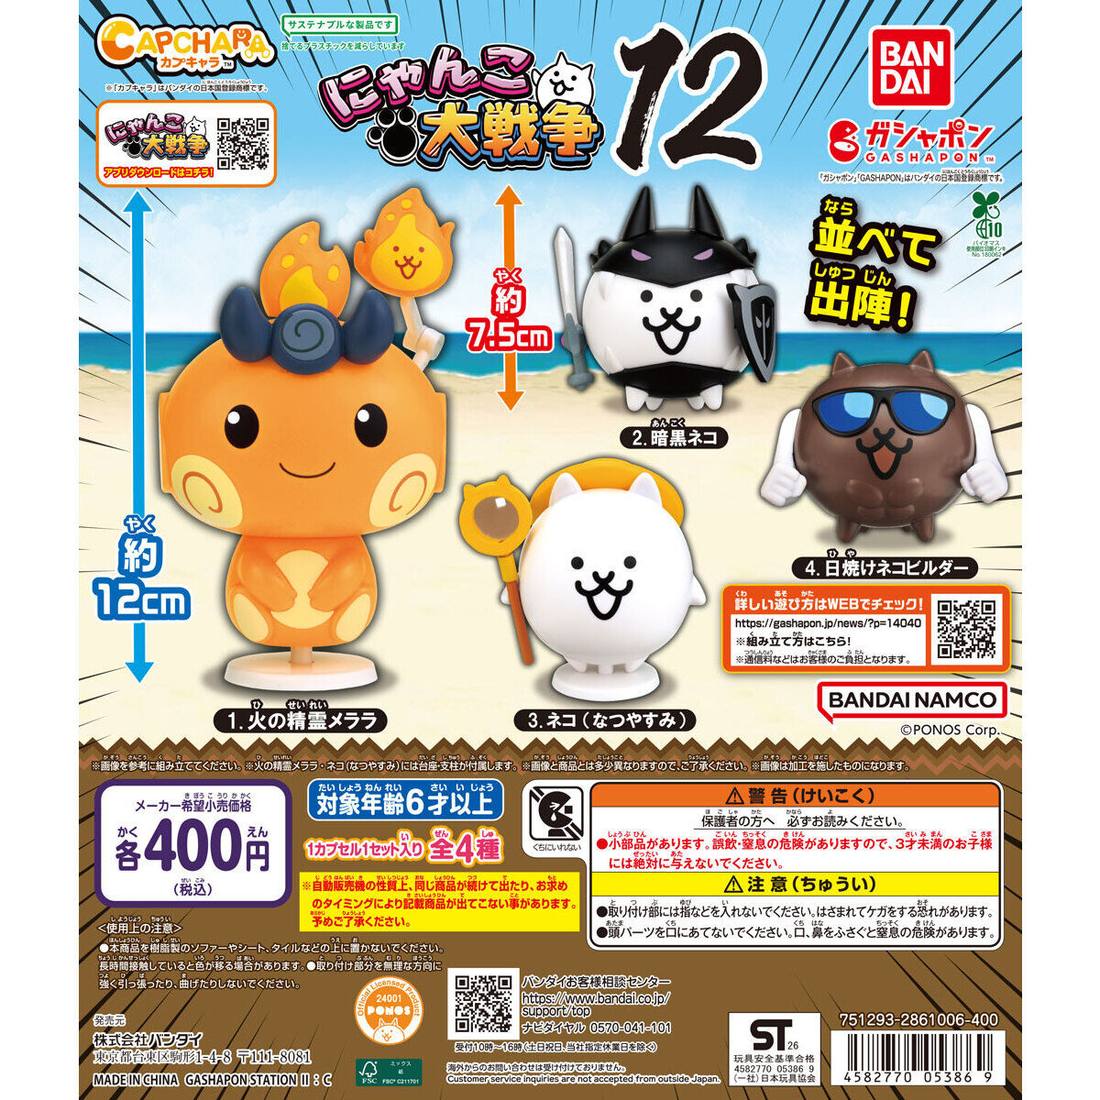 CAPCHARA
カプキャラ™
※「カプキャラ」はバンダイの日本国登録商標です。
サステナブルな製品です
捨てるプラスチックを減らしています
にゃんこ
大戦争
12
BAN
DAI
ガシャポン
GASHAPON™
「ガシャポン」「GASHAPON」はバンダイの日本国登録商標です。
にゃんこ
大戦争
アプリダウンロードはコチラ!
10
バイオマス
No.180062
並べて
出陣!
約
7.5cm
約
12cm
2.暗黒ネコ
4.日焼けネコビルダー
1.火の精霊メララ
3.ネコ(なつやすみ)
詳しい遊び方はWEBでチェック!
https://gashapon.jp/news/?p=14040
※組み立て方はこちら!
※通信料などはお客様のご負担となります。
BANDAI NAMCO
©PONOS Corp.
※画像を参考に組み立ててください。※火の精霊メララ・ネコ(なつやすみ)には台座・支柱が付属します。※画像と商品とは多少異なりますので、ご了承ください。※画像は加工を施したものになります。
メーカー希望小売価格
各400円
(税込)
対象年齢6才以上
1カプセル1セット入り 全4種
くちにいれない
※自動販売機の性質上、同じ商品が続けて出たり、お求め
のタイミングにより記載商品が出てこない事があります。
予めご了承ください。
警告(けいこく)
保護者の方へ 必ずお読みください。
●小部品があります。誤飲・窒息の危険がありますので、3才未満のお子様
には絶対に与えないでください。
注意(ちゅうい)
●取り付け部には指などを入れないでください。はさまれてケガをする恐れがあります。
●頭パーツを口にあてないでください。口、鼻をふさぐと窒息の危険があります。
<使用上の注意>
●本商品を樹脂製のソファーやシート、タイルなどの上に置かないでください。
長時間接触していると色が移る場合があります。●取り付け部分を無理な方向に
強く引っ張ったり、曲げたりしないでください。
発売元
株式会社バンダイ
東京都台東区駒形1-4-8 〒111-8081
MADE IN CHINA GASHAPON STATION II:C
Official Licensed Product
24001
PONOS
FSC
ミックス
紙
FSC® C211701
バンダイお客様相談センター
https://www.bandai.co.jp/
support/top
ナビダイヤル 0570-041-101
受付10時~16時(土日祝日、当社指定休業日を除く)
海外からのお問い合わせは受け付けておりません。
Customer service inquiries are not accepted from outside Japan.
ST 26
玩具安全基準合格
4582770 05386 9
(一社)日本玩具協会
751293-2861006-400
4582770 05386 9